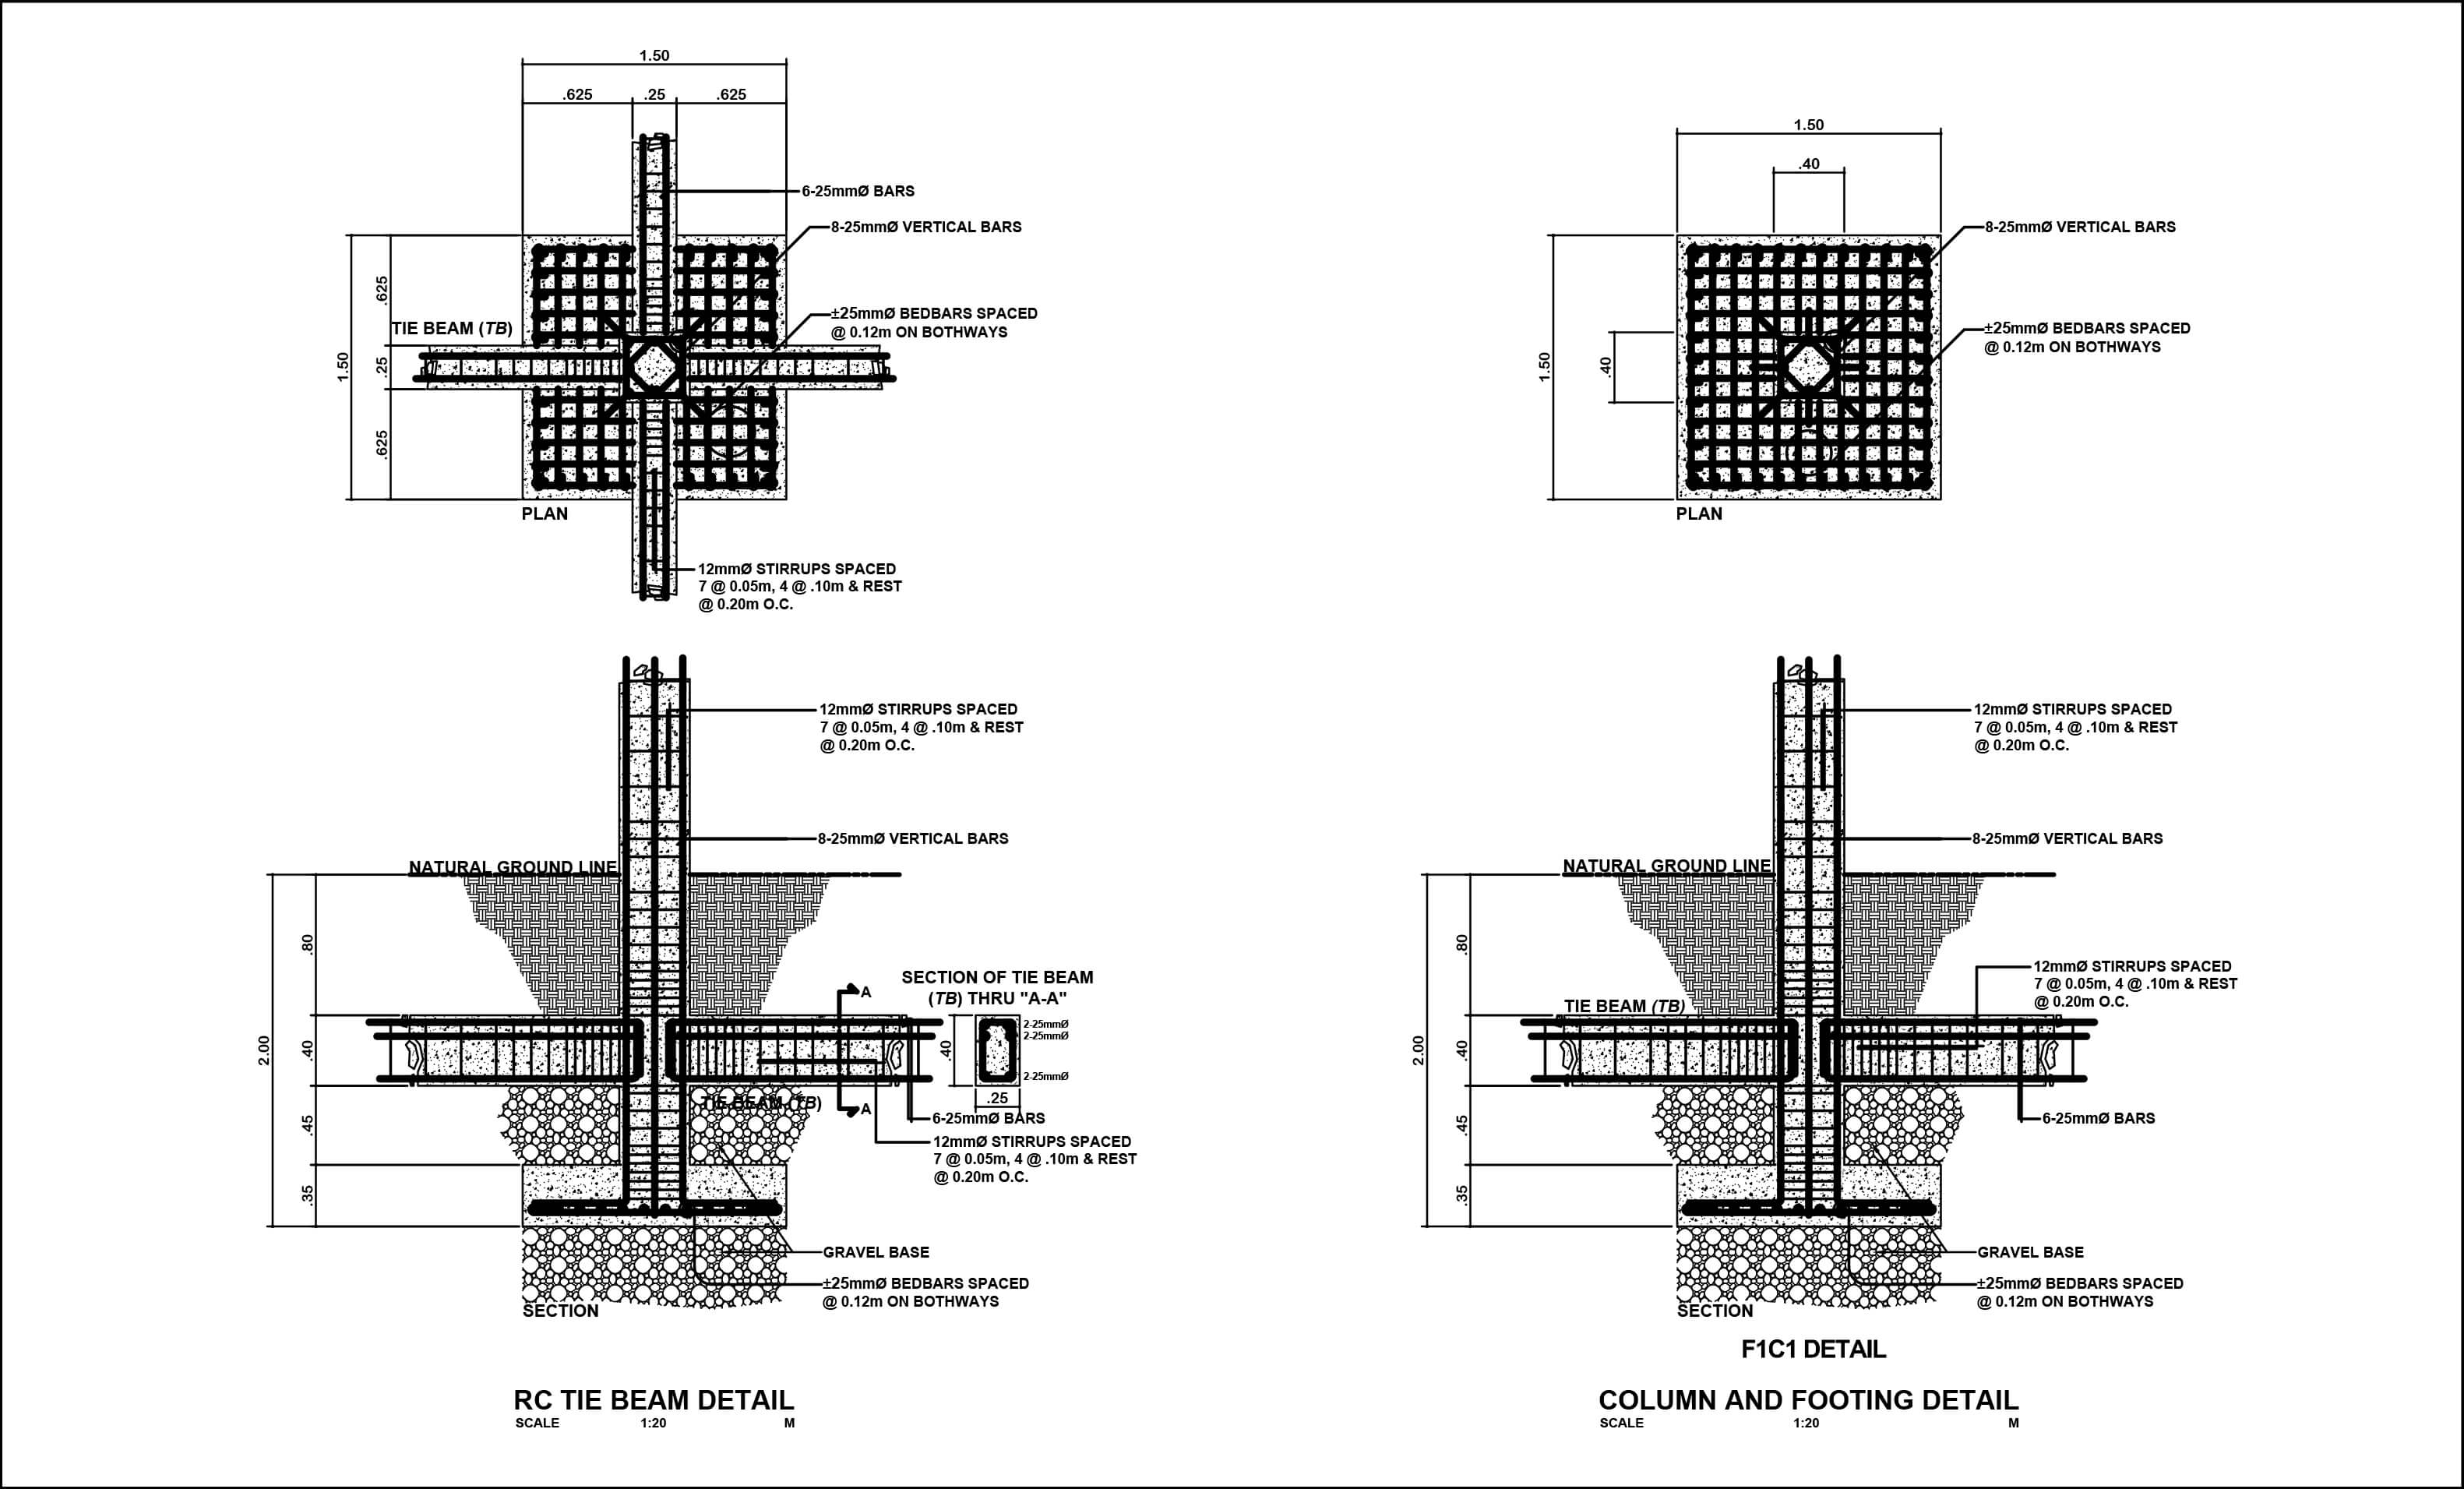 1.50
.625 .25 .625
6-25mmØ BARS
8-25mmØ VERTICAL BARS
±25mmØ BEDBARS SPACED
@ 0.12m ON BOTHWAYS
TIE BEAM (TB)
1.50
.625
.25
.625
PLAN
12mmØ STIRRUPS SPACED
7 @ 0.05m, 4 @ .10m & REST
@ 0.20m O.C.
1.50
.40
8-25mmØ VERTICAL BARS
±25mmØ BEDBARS SPACED
@ 0.12m ON BOTHWAYS
1.50
.40
PLAN
12mmØ STIRRUPS SPACED
7 @ 0.05m, 4 @ .10m & REST
@ 0.20m O.C.
8-25mmØ VERTICAL BARS
NATURAL GROUND LINE
2.00
.80
.40
.45
.35
A
SECTION OF TIE BEAM
(TB) THRU "A-A"
.40
2-25mmØ
2-25mmØ
2-25mmØ
.25
TIE BEAM (TB)
A
6-25mmØ BARS
12mmØ STIRRUPS SPACED
7 @ 0.05m, 4 @ .10m & REST
@ 0.20m O.C.
GRAVEL BASE
±25mmØ BEDBARS SPACED
@ 0.12m ON BOTHWAYS
SECTION
RC TIE BEAM DETAIL
SCALE 1:20 M
12mmØ STIRRUPS SPACED
7 @ 0.05m, 4 @ .10m & REST
@ 0.20m O.C.
8-25mmØ VERTICAL BARS
NATURAL GROUND LINE
2.00
.80
.40
.45
.35
12mmØ STIRRUPS SPACED
7 @ 0.05m, 4 @ .10m & REST
@ 0.20m O.C.
TIE BEAM (TB)
6-25mmØ BARS
GRAVEL BASE
±25mmØ BEDBARS SPACED
@ 0.12m ON BOTHWAYS
SECTION
F1C1 DETAIL
COLUMN AND FOOTING DETAIL
SCALE 1:20 M